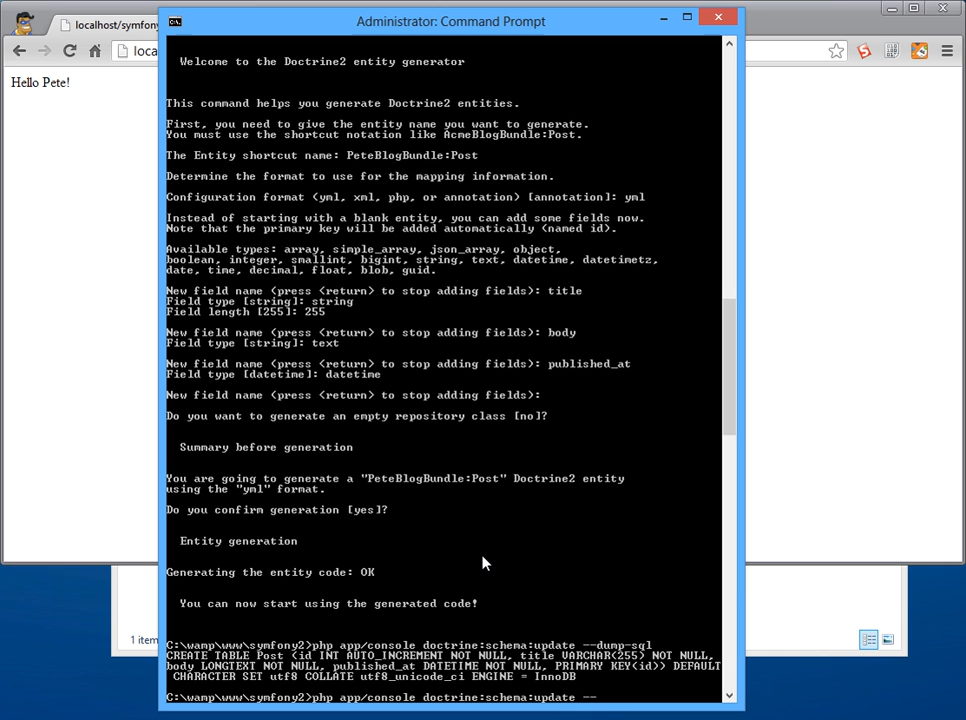 Administrator: Command Prompt
localhost/symfony
loca
Hello Pete!
Welcome to the Doctrine2 entity generator
This command helps you generate Doctrine2 entities.
First, you need to give the entity name you want to generate.
You must use the shortcut notation like AcmeBlogBundle:Post.
The Entity shortcut name: PeteBlogBundle:Post
Determine the format to use for the mapping information.
Configuration format (yml, xml, php, or annotation) [annotation]: yml
Instead of starting with a blank entity, you can add some fields now.
Note that the primary key will be added automatically (named id).
Available types: array, simple_array, json_array, object,
boolean, integer, smallint, bigint, string, text, datetime, datetimetz,
date, time, decimal, float, blob, guid.
New field name (press <return> to stop adding fields): title
Field type [string]: string
Field length [255]: 255
New field name (press <return> to stop adding fields): body
Field type [string]: text
New field name (press <return> to stop adding fields): published_at
Field type [datetime]: datetime
New field name (press <return> to stop adding fields):
Do you want to generate an empty repository class [no]?
Summary before generation
You are going to generate a "PeteBlogBundle:Post" Doctrine2 entity
using the "yml" format.
Do you confirm generation [yes]?
Entity generation
Generating the entity code: OK
You can now start using the generated code!
1 item
C:\wamp\www\symfony2>php app/console doctrine:schema:update --dump-sql
CREATE TABLE Post (id INT AUTO_INCREMENT NOT NULL, title VARCHAR(255) NOT NULL,
body LONGTEXT NOT NULL, published_at DATETIME NOT NULL, PRIMARY KEY(id)) DEFAULT
CHARACTER SET utf8 COLLATE utf8_unicode_ci ENGINE = InnoDB
C:\wamp\www\symfony2>php app/console doctrine:schema:update --